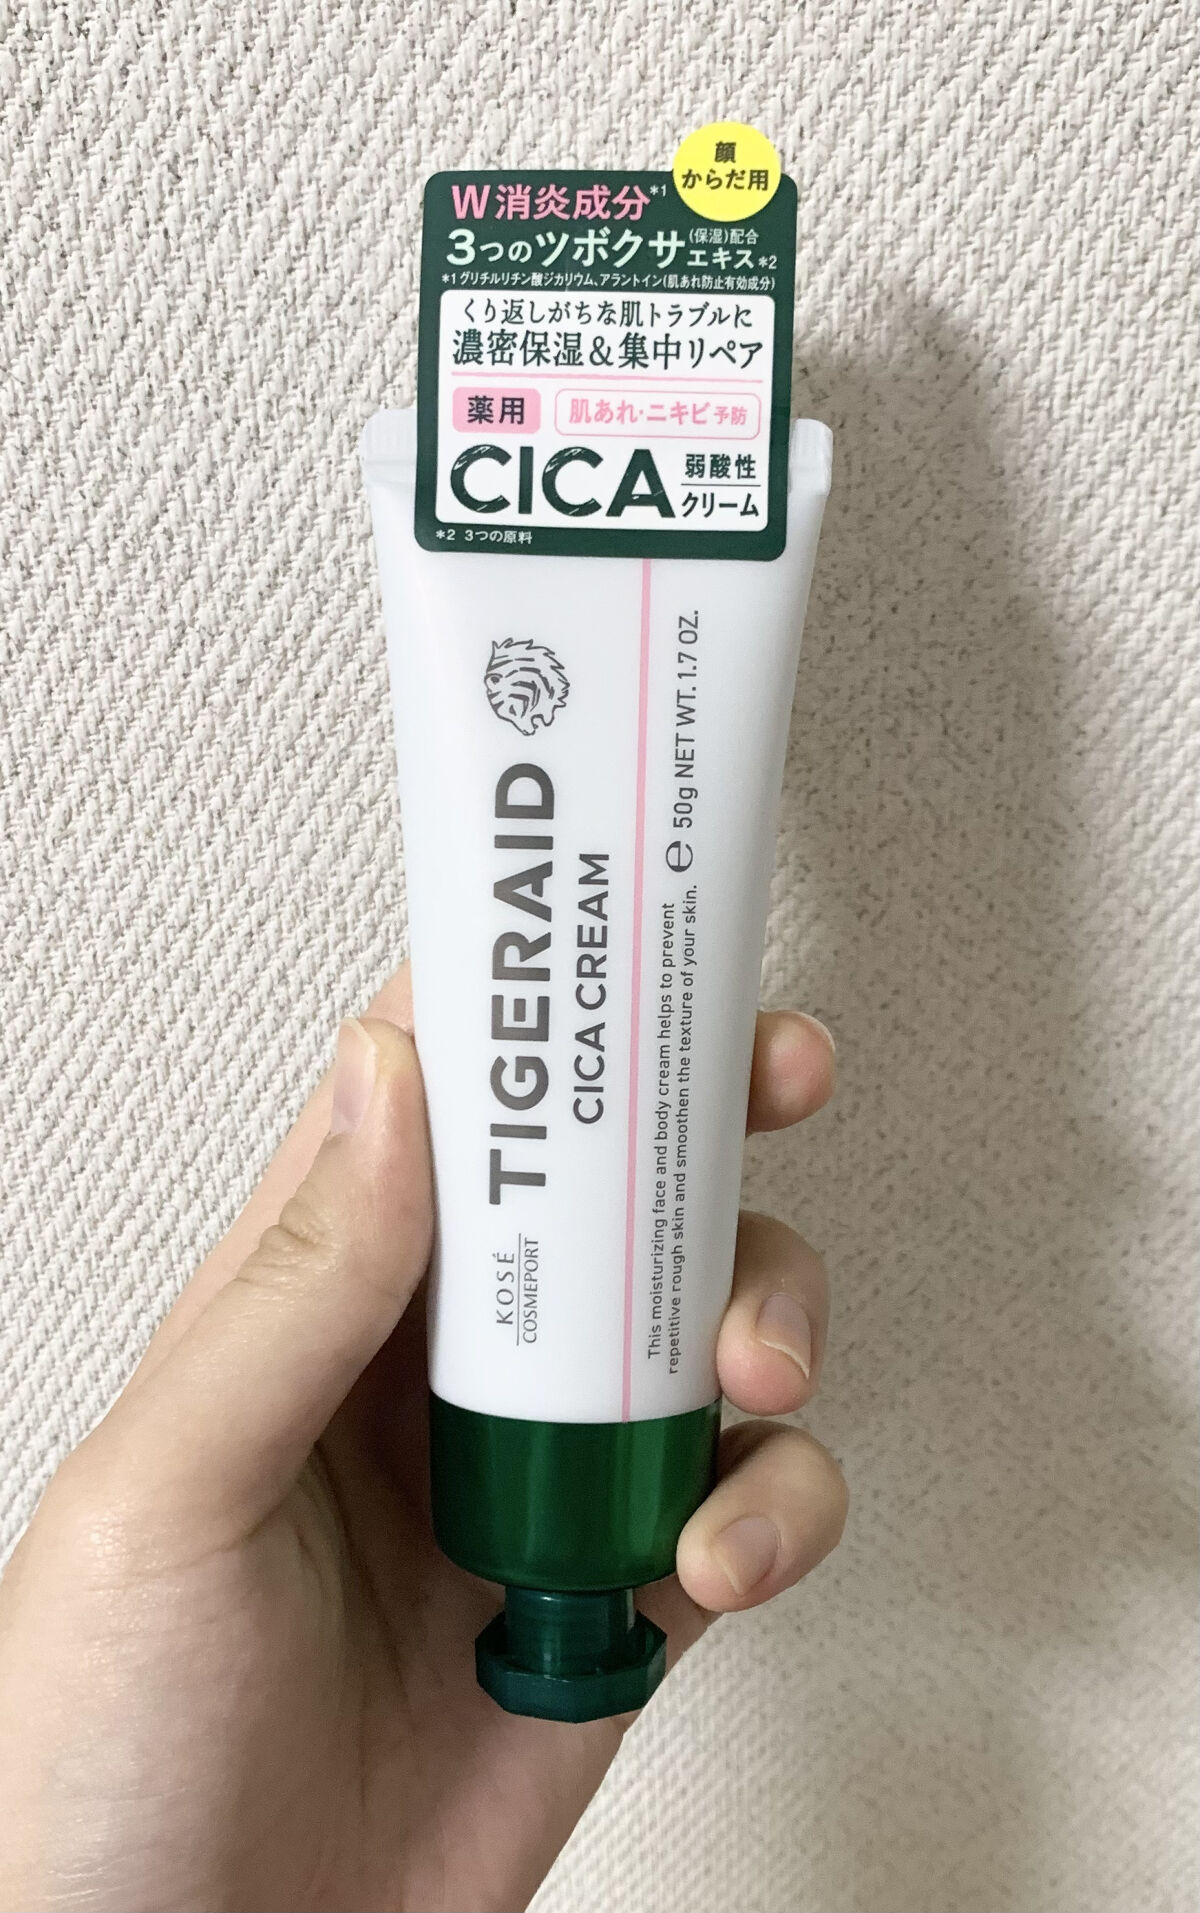 顔
からだ用
W消炎成分*1
3つのツボクサエキス(保湿)配合*2
*1 グリチルリチン酸ジカリウム、アラントイン(肌あれ防止有効成分)
くり返しがちな肌トラブルに
濃密保湿&集中リペア
薬用 肌あれ・ニキビ予防
CICA 弱酸性クリーム
*2 3つの原料
KOSÉ
COSMEPORT
TIGERAID
CICA CREAM
This moisturizing face and body cream helps to prevent
repetitive rough skin and smoothen the texture of your skin.
℮ 50g NET WT. 1.7 OZ.